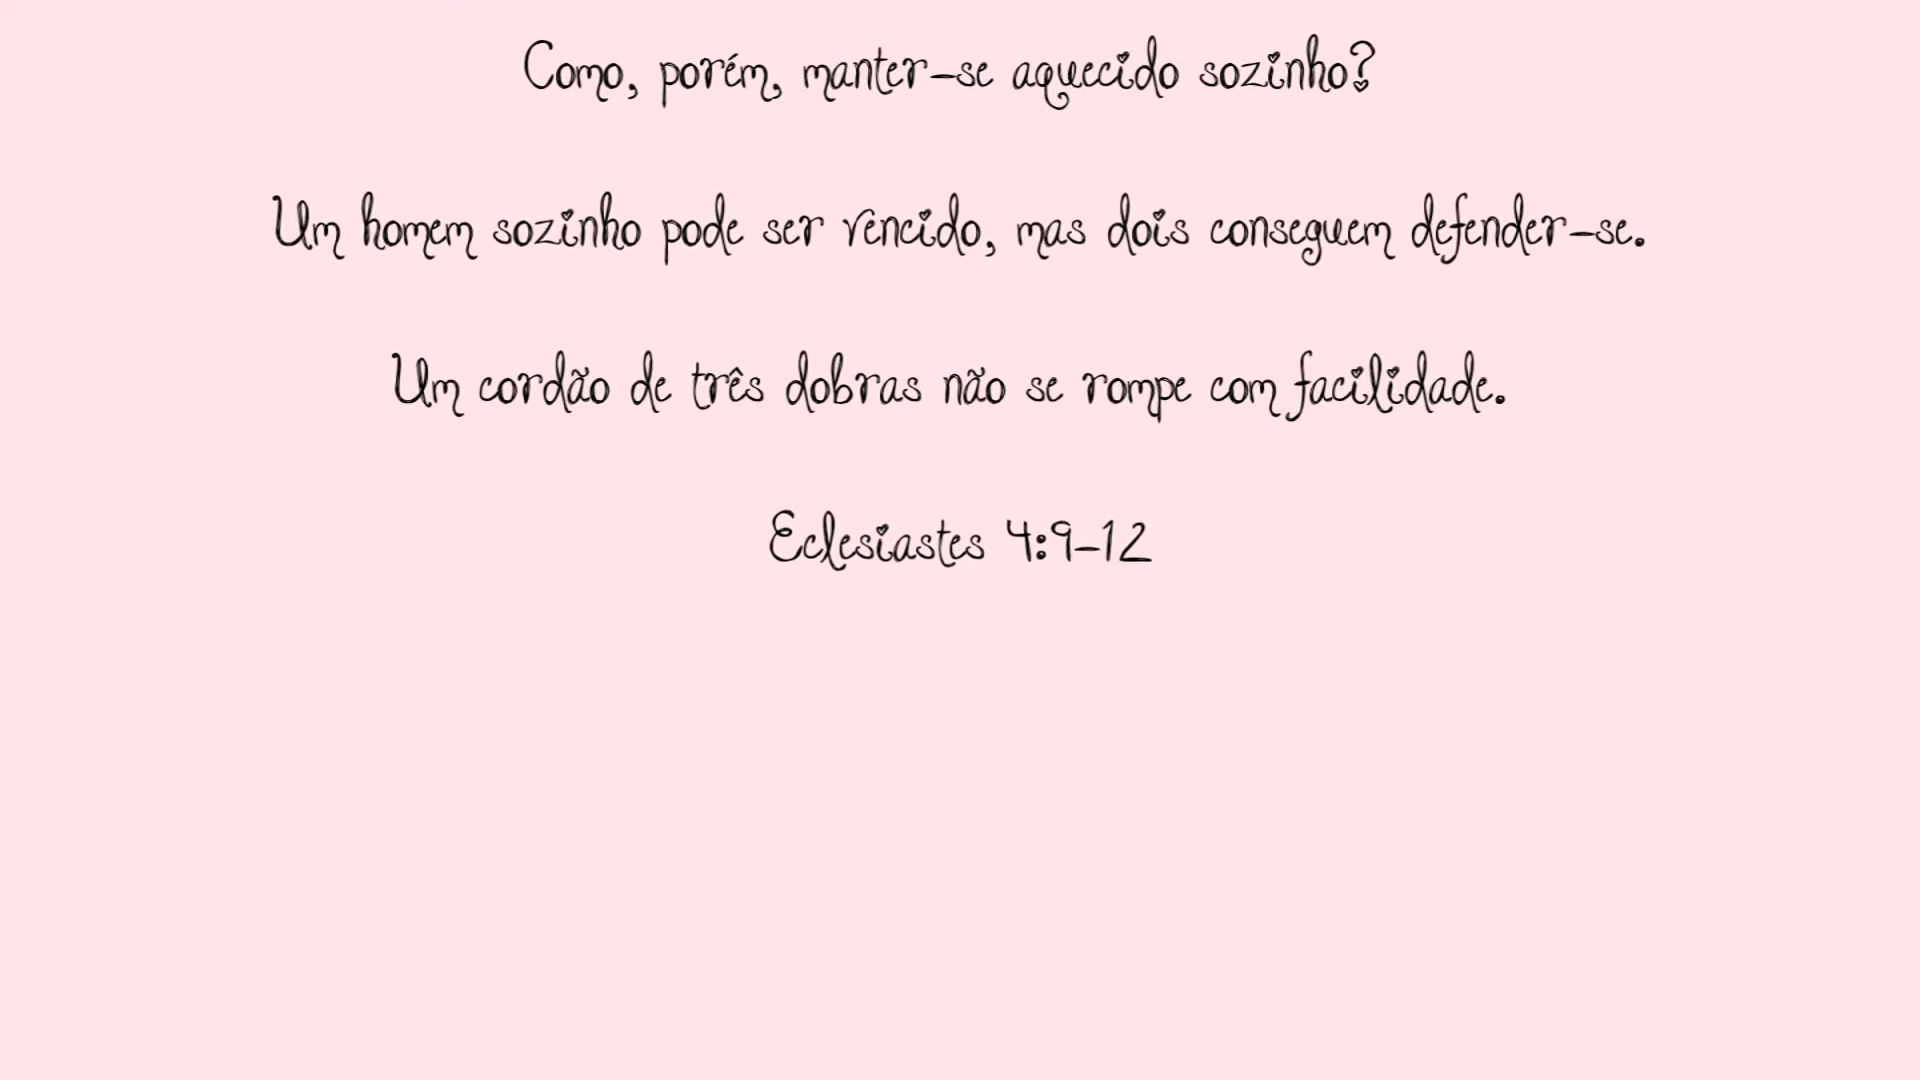 Como, porém, manter-se aquecido sozinho?
Um homem sozinho pode ser vencido, mas dois conseguem defender-se.
Um cordão de três dobras não se rompe com facilidade.
Eclesiastes 4:9-12